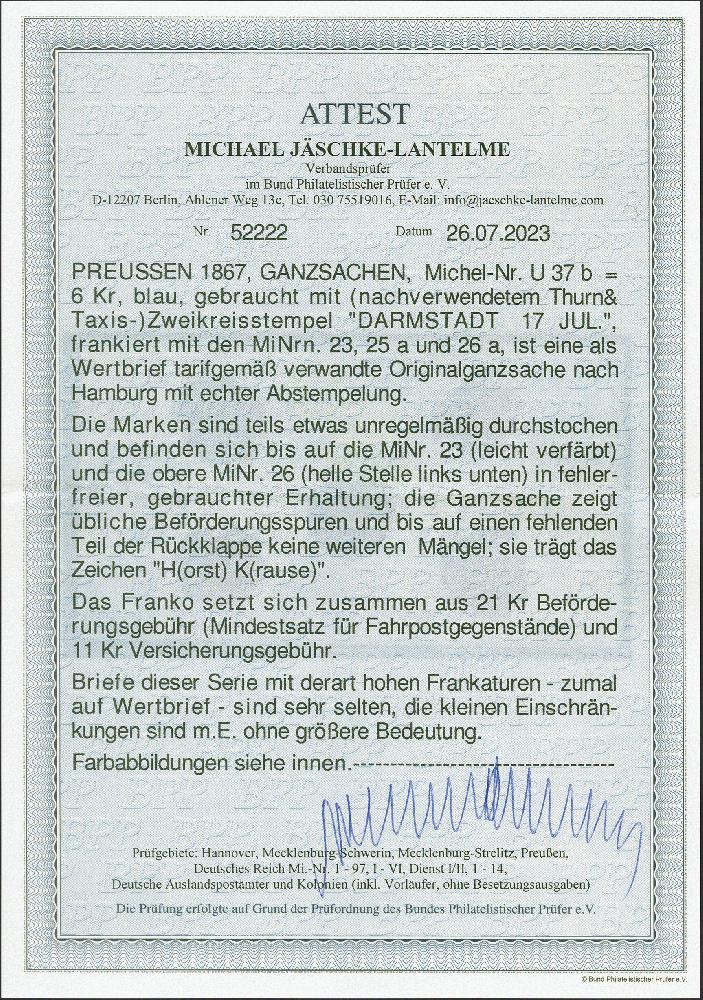 ATTEST
MICHAEL JÄSCHKE-LANTELME
Verbandsprüfer
im Bund Philatelistischer Prüfer e. V.
D-12207 Berlin, Ahlener Weg 13c, Tel. 030 75519016, E-Mail: info@jaeschke-lantelme.com
Nr. 52222 Datum 26.07.2023
PREUSSEN 1867, GANZSACHEN, Michel-Nr. U 37 b =
6 Kr, blau, gebraucht mit (nachverwendetem Thurn&
Taxis-)Zweikreisstempel "DARMSTADT 17 JUL.",
frankiert mit den MiNrn. 23, 25 a und 26 a, ist eine als
Wertbrief tarifgemäß verwandte Originalganzsache nach
Hamburg mit echter Abstempelung.
Die Marken sind teils etwas unregelmäßig durchstochen
und befinden sich bis auf die MiNr. 23 (leicht verfärbt)
und die obere MiNr. 26 (helle Stelle links unten) in fehler-
freier, gebrauchter Erhaltung; die Ganzsache zeigt
übliche Beförderungsspuren und bis auf einen fehlenden
Teil der Rückklappe keine weiteren Mängel; sie trägt das
Zeichen "H(orst) K(rause)".
Das Franko setzt sich zusammen aus 21 Kr Beförde-
rungsgebühr (Mindestsatz für Fahrpostgegenstände) und
11 Kr Versicherungsgebühr.
Briefe dieser Serie mit derart hohen Frankaturen - zumal
auf Wertbrief - sind sehr selten, die kleinen Einschrän-
kungen sind m.E. ohne größere Bedeutung.
Farbabbildungen siehe innen.------------------------------
Prüfgebiete: Hannover, Mecklenburg-Schwerin, Mecklenburg-Strelitz, Preußen,
Deutsches Reich Mi.-Nr. 1 - 97, I - VI, Dienst I/II, 1 - 14,
Deutsche Auslandspostämter und Kolonien (inkl. Vorläufer, ohne Besetzungsausgaben)
Die Prüfung erfolgte auf Grund der Prüfordnung des Bundes Philatelistischer Prüfer e.V.
© Bund Philatelistischer Prüfer e.V.